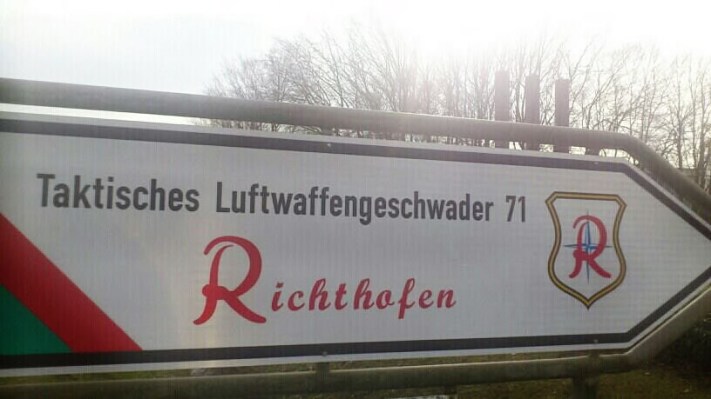 Taktisches Luftwaffengeschwader 71
Richthofen
R